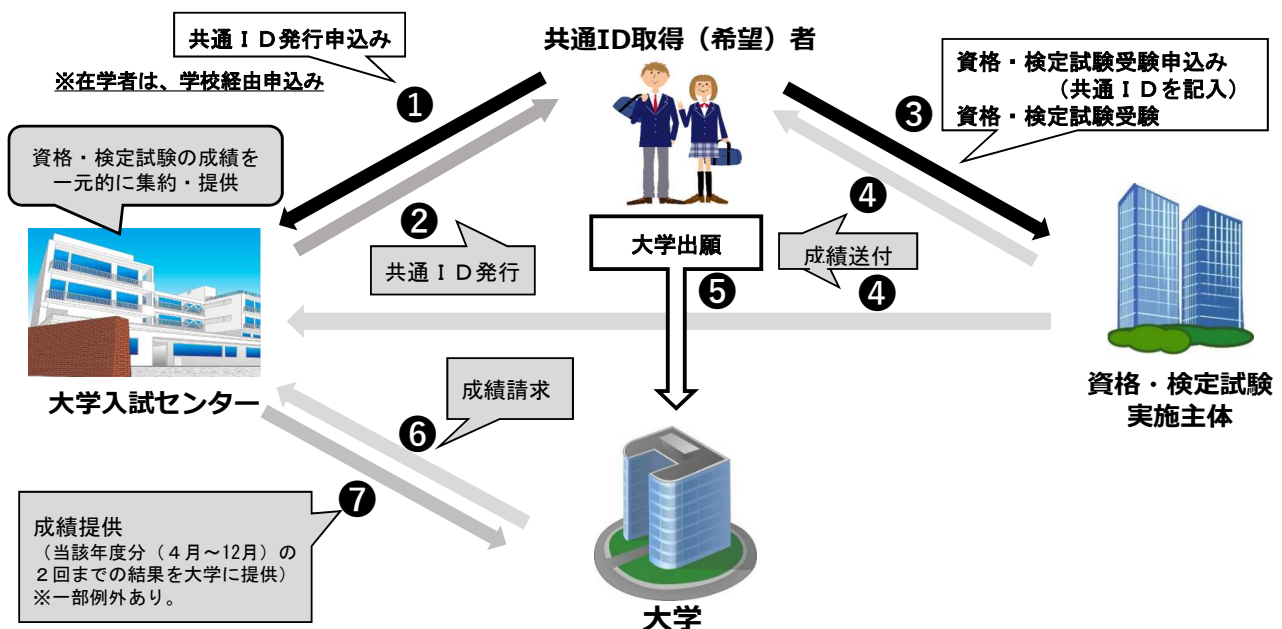 共通ＩＤ発行申込み
※在学者は、学校経由申込み
❶
共通ID取得（希望）者
❸
資格・検定試験受験申込み
（共通ＩＤを記入）
資格・検定試験受験
資格・検定試験の成績を
一元的に集約・提供
❷
共通ＩＤ発行
大学出願
❺
❹
成績送付
❹
大学入試センター
資格・検定試験
実施主体
成績請求
❻
❼
成績提供
（当該年度分（４月～12月）の
２回までの結果を大学に提供）
※一部例外あり。
大学